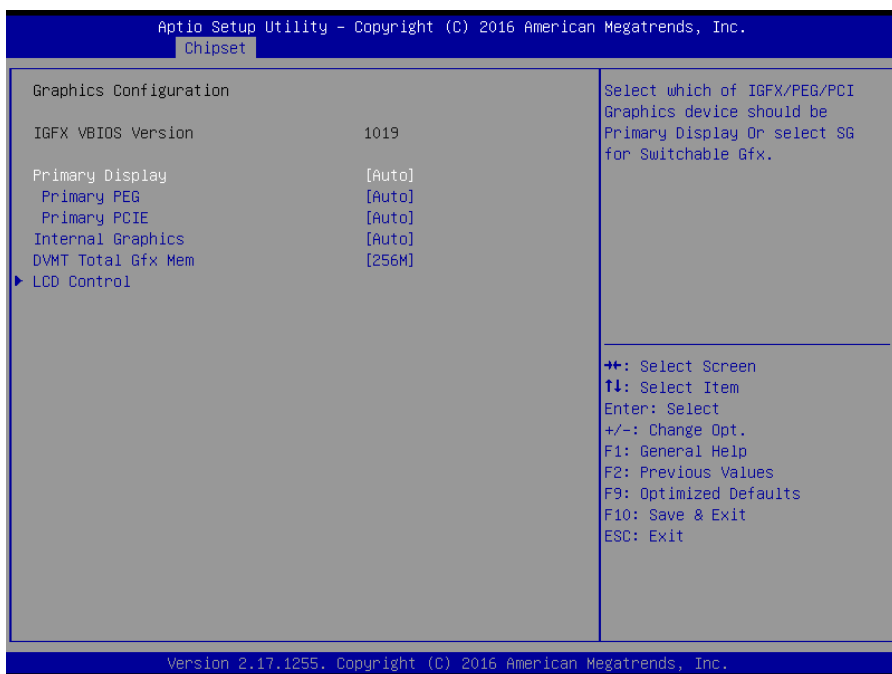 Aptio Setup Utility – Copyright (C) 2016 American Megatrends, Inc.
Chipset
Graphics Configuration
IGFX VBIOS Version 1019
Primary Display [Auto]
Primary PEG [Auto]
Primary PCIE [Auto]
Internal Graphics [Auto]
DVMT Total Gfx Mem [256M]
▶ LCD Control
Select which of IGFX/PEG/PCI
Graphics device should be
Primary Display Or select SG
for Switchable Gfx.
→←: Select Screen
↑↓: Select Item
Enter: Select
+/-: Change Opt.
F1: General Help
F2: Previous Values
F9: Optimized Defaults
F10: Save & Exit
ESC: Exit
Version 2.17.1255. Copyright (C) 2016 American Megatrends, Inc.